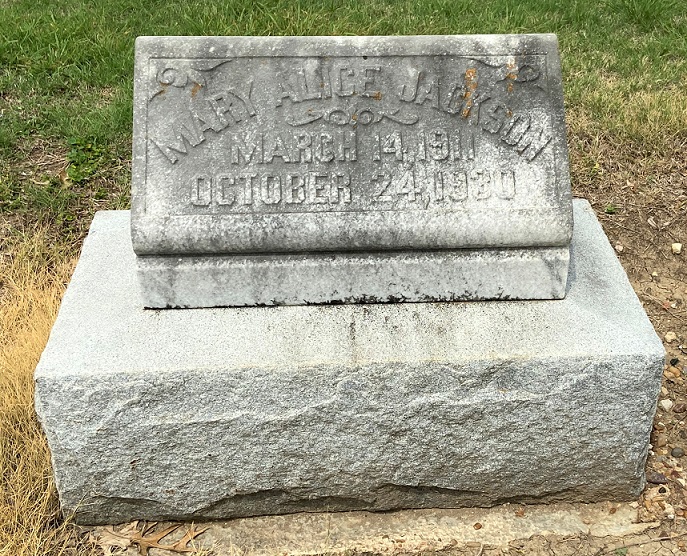 MARY ALICE JACKSON
MARCH 14, 1911
OCTOBER 24, 1930